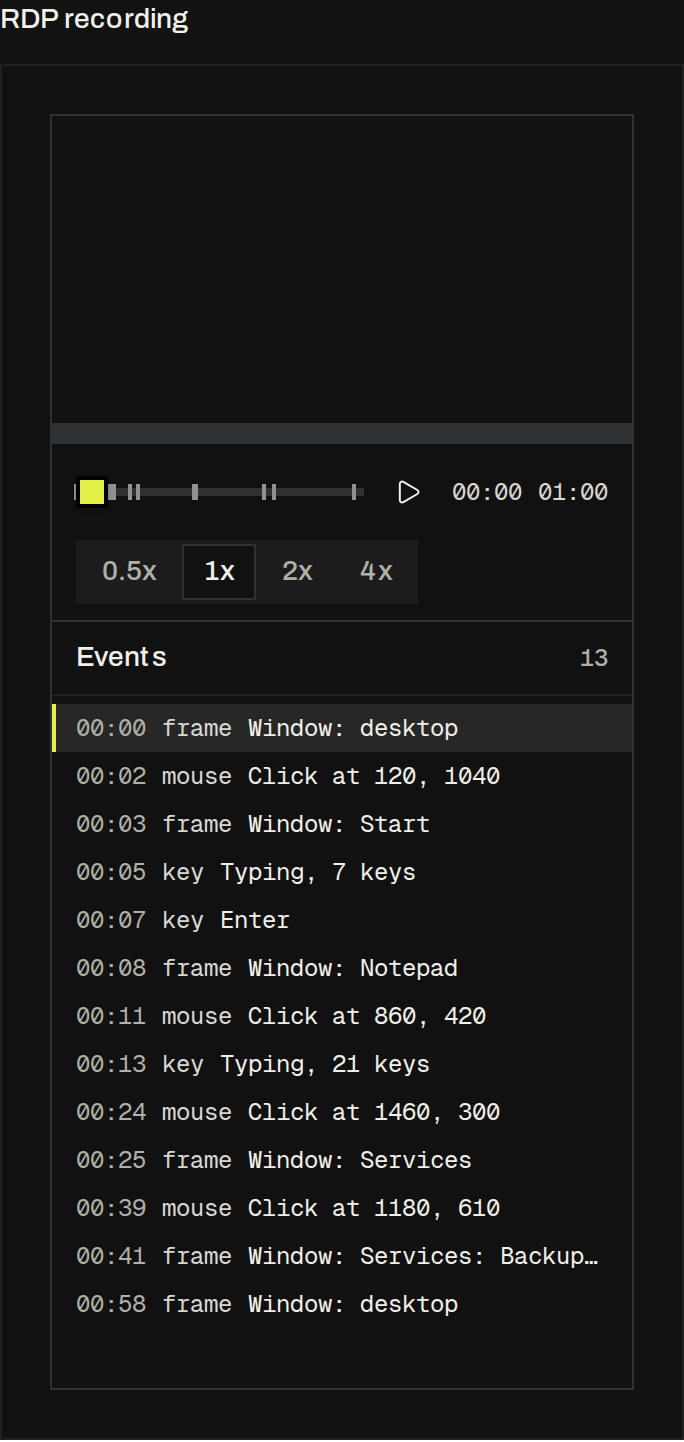 RDP recording
00:00 01:00
0.5x 1x 2x 4x
Events 13
00:00 frame Window: desktop
00:02 mouse Click at 120, 1040
00:03 frame Window: Start
00:05 key Typing, 7 keys
00:07 key Enter
00:08 frame Window: Notepad
00:11 mouse Click at 860, 420
00:13 key Typing, 21 keys
00:24 mouse Click at 1460, 300
00:25 frame Window: Services
00:39 mouse Click at 1180, 610
00:41 frame Window: Services: Backup…
00:58 frame Window: desktop